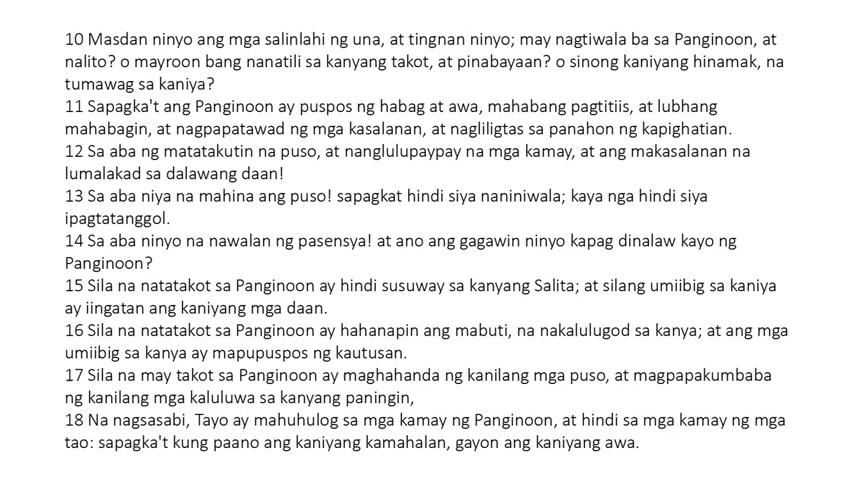 10 Masdan ninyo ang mga salinlahi ng una, at tingnan ninyo; may nagtiwala ba sa Panginoon, at
nalito? o mayroon bang nanatili sa kanyang takot, at pinabayaan? o sinong kaniyang hinamak, na
tumawag sa kaniya?
11 Sapagka't ang Panginoon ay puspos ng habag at awa, mahabang pagtitiis, at lubhang
mahabagin, at nagpapatawad ng mga kasalanan, at nagliligtas sa panahon ng kapighatian.
12 Sa aba ng matatakutin na puso, at nanglulupaypay na mga kamay, at ang makasalanan na
lumalakad sa dalawang daan!
13 Sa aba niya na mahina ang puso! sapagkat hindi siya naniniwala; kaya nga hindi siya
ipagtatanggol.
14 Sa aba ninyo na nawalan ng pasensya! at ano ang gagawin ninyo kapag dinalaw kayo ng
Panginoon?
15 Sila na natatakot sa Panginoon ay hindi susuway sa kanyang Salita; at silang umiibig sa kaniya
ay iingatan ang kaniyang mga daan.
16 Sila na natatakot sa Panginoon ay hahanapin ang mabuti, na nakalulugod sa kanya; at ang mga
umiibig sa kanya ay mapupuspos ng kautusan.
17 Sila na may takot sa Panginoon ay maghahanda ng kanilang mga puso, at magpapakumbaba
ng kanilang mga kaluluwa sa kanyang paningin,
18 Na nagsasabi, Tayo ay mahuhulog sa mga kamay ng Panginoon, at hindi sa mga kamay ng mga
tao: sapagka't kung paano ang kaniyang kamahalan, gayon ang kaniyang awa.